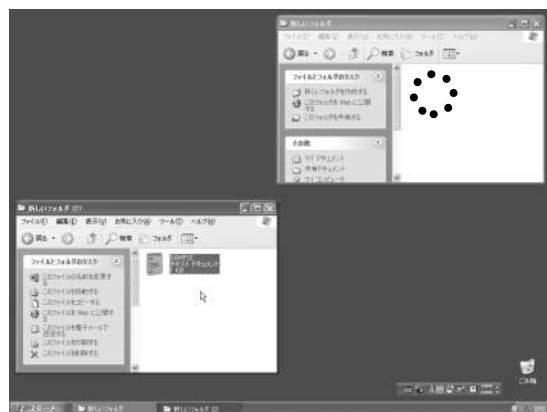 新しいフォルダ
ファイル(F) 編集(E) 表示(V) お気に入り(A) ツール(T) ヘルプ(H)
戻る 検索 フォルダ
ファイルとフォルダのタスク
新しいフォルダを作成する
このフォルダを Web に公開する
このフォルダを共有する
その他
マイ ドキュメント
共有ドキュメント
マイ コンピュータ
新しいフォルダ (2)
ファイル(F) 編集(E) 表示(V) お気に入り(A) ツール(T) ヘルプ(H)
戻る 検索 フォルダ
ファイルとフォルダのタスク
このファイルの名前を変更する
このファイルを移動する
このファイルをコピーする
このファイルを Web に公開する
このファイルを電子メールで送信する
このファイルを印刷する
このファイルを削除する
テキスト ドキュメント
1 KB
ごみ箱
スタート 新しいフォルダ 新しいフォルダ (2)